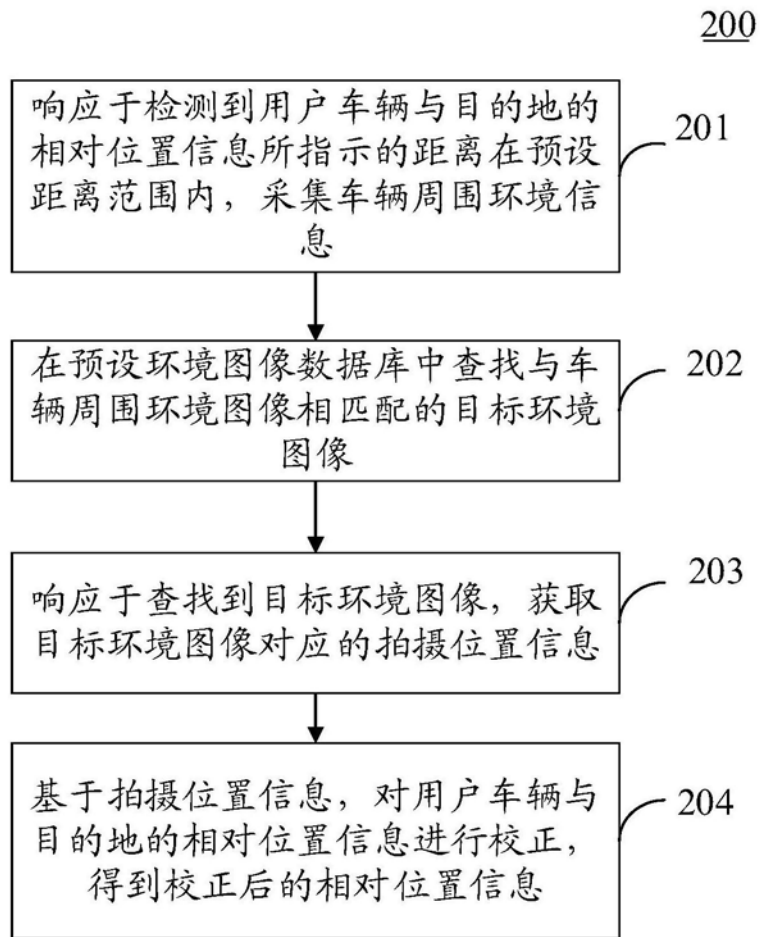 200
响应于检测到用户车辆与目的地的
相对位置信息所指示的距离在预设
距离范围内，采集车辆周围环境信
息
201
在预设环境图像数据库中查找与车
辆周围环境图像相匹配的目标环境
图像
202
响应于查找到目标环境图像，获取
目标环境图像对应的拍摄位置信息
203
基于拍摄位置信息，对用户车辆与
目的地的相对位置信息进行校正，
得到校正后的相对位置信息
204